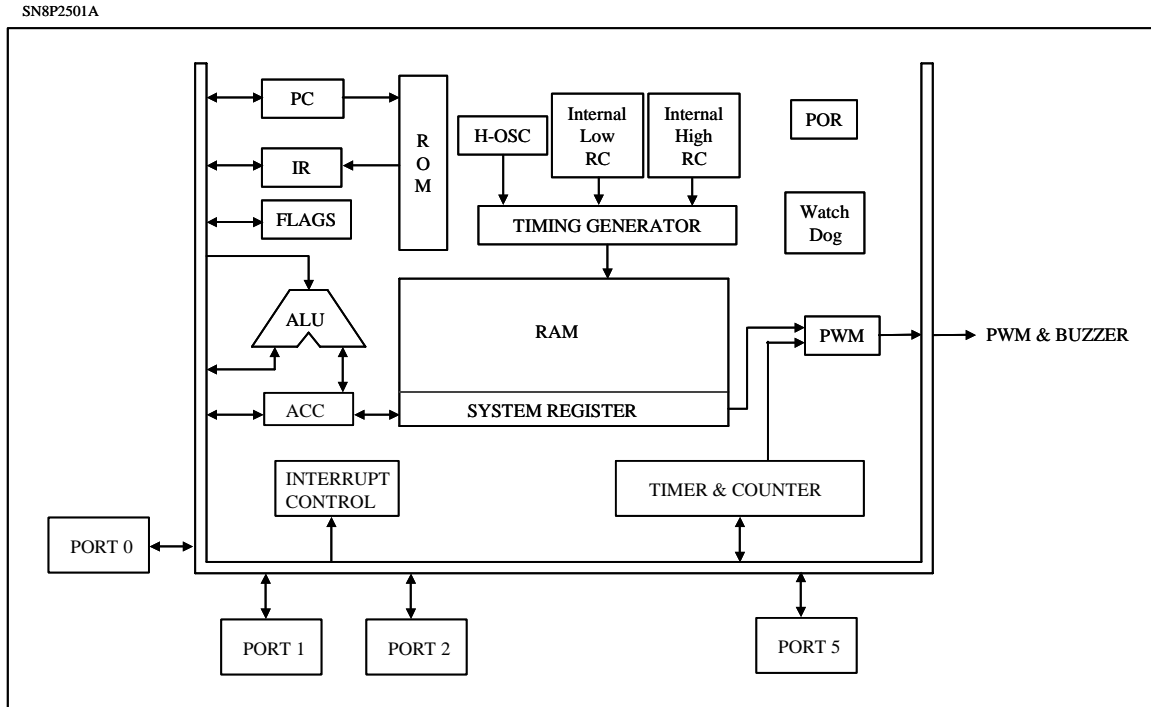 SN8P2501A
PC
IR
FLAGS
R
O
M
H-OSC
Internal
Low
RC
Internal
High
RC
POR
TIMING GENERATOR
Watch
Dog
ALU
RAM
PWM
PWM & BUZZER
ACC
SYSTEM REGISTER
INTERRUPT
CONTROL
TIMER & COUNTER
PORT 0
PORT 1
PORT 2
PORT 5